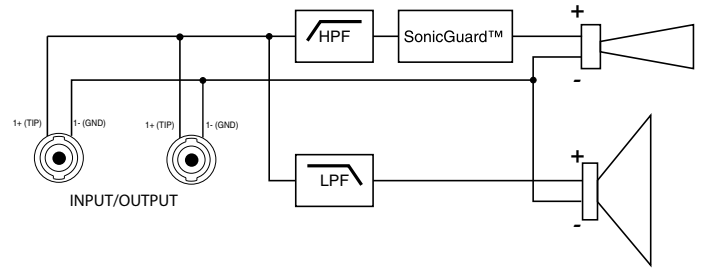 +
HPF
SonicGuard™
-
1+ (TIP)
1- (GND)
1+ (TIP)
1- (GND)
+
LPF
INPUT/OUTPUT
-